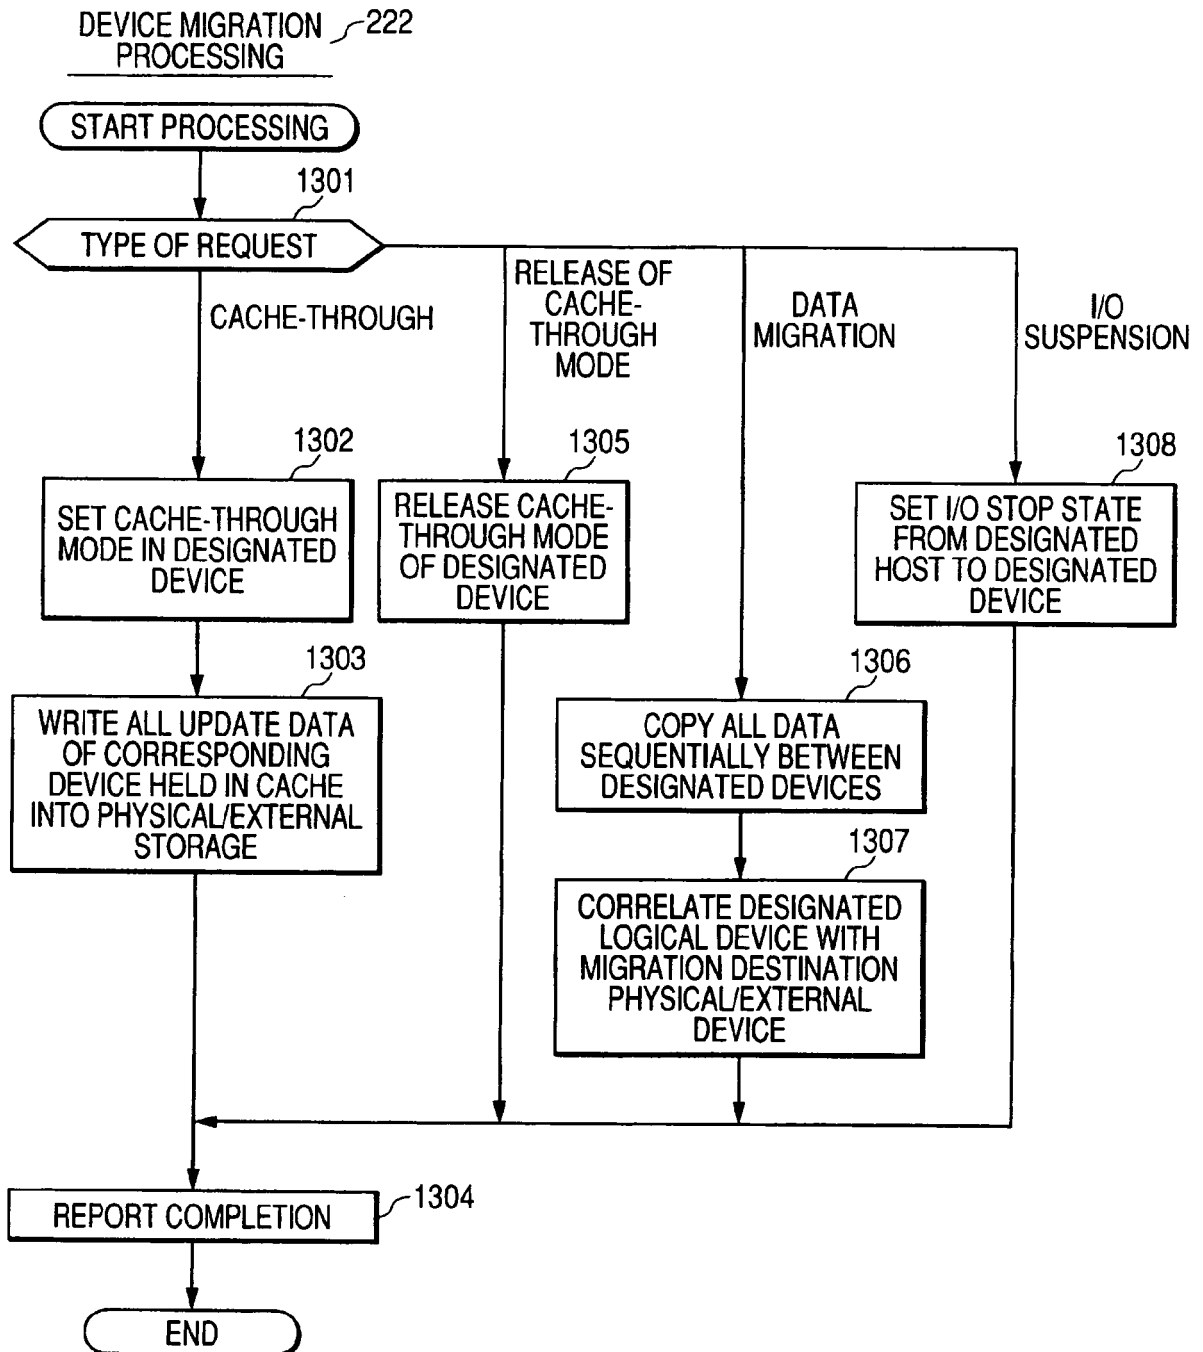 DEVICE MIGRATION
PROCESSING
222
START PROCESSING
1301
TYPE OF REQUEST
CACHE-THROUGH
RELEASE OF
CACHE-
THROUGH
MODE
DATA
MIGRATION
I/O
SUSPENSION
1302
SET CACHE-THROUGH
MODE IN DESIGNATED
DEVICE
1305
RELEASE CACHE-
THROUGH MODE
OF DESIGNATED
DEVICE
1308
SET I/O STOP STATE
FROM DESIGNATED
HOST TO DESIGNATED
DEVICE
1303
WRITE ALL UPDATE DATA
OF CORRESPONDING
DEVICE HELD IN CACHE
INTO PHYSICAL/EXTERNAL
STORAGE
1306
COPY ALL DATA
SEQUENTIALLY BETWEEN
DESIGNATED DEVICES
1307
CORRELATE DESIGNATED
LOGICAL DEVICE WITH
MIGRATION DESTINATION
PHYSICAL/EXTERNAL
DEVICE
REPORT COMPLETION
1304
END